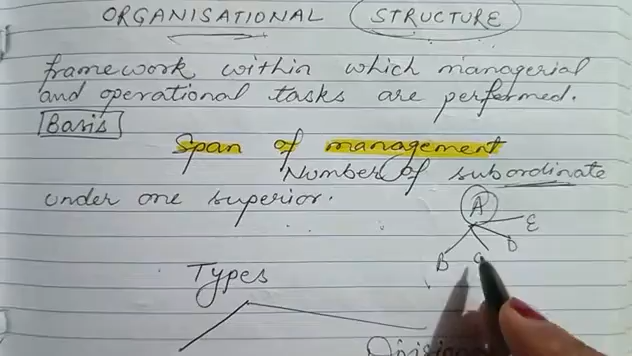 ORGANISATIONAL STRUCTURE
framework within which managerial
and operational tasks are performed.
Basis
Span of management
Number of subordinate
under one superior.
A
E
D
B C
Types